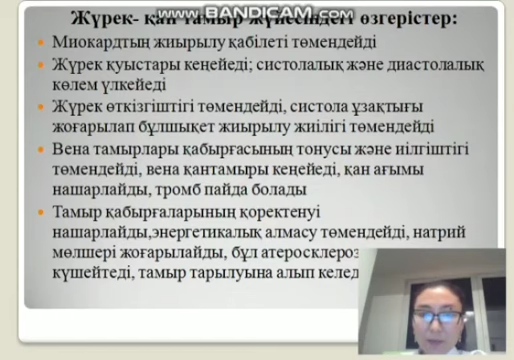 www.BANDICAM.com
Жүрек- қан тамыр жүйесіндегі өзгерістер:
Миокардтың жиырылу қабілеті төмендейді
Жүрек қуыстары кеңейеді; систолалық және диастолалық
көлем үлкейеді
Жүрек өткізгіштігі төмендейді, систола ұзақтығы
жоғарылап бұлшықет жиырылу жиілігі төмендейді
Вена тамырлары қабырғасының тонусы және иілгіштігі
төмендейді, вена қантамыры кеңейеді, қан ағымы
нашарлайды, тромб пайда болады
Тамыр қабырғаларының қоректенуі
нашарлайды,энергетикалық алмасу төмендейді, натрий
мөлшері жоғарылайды, бұл атеросклероз
күшейтеді, тамыр тарылуына алып келед